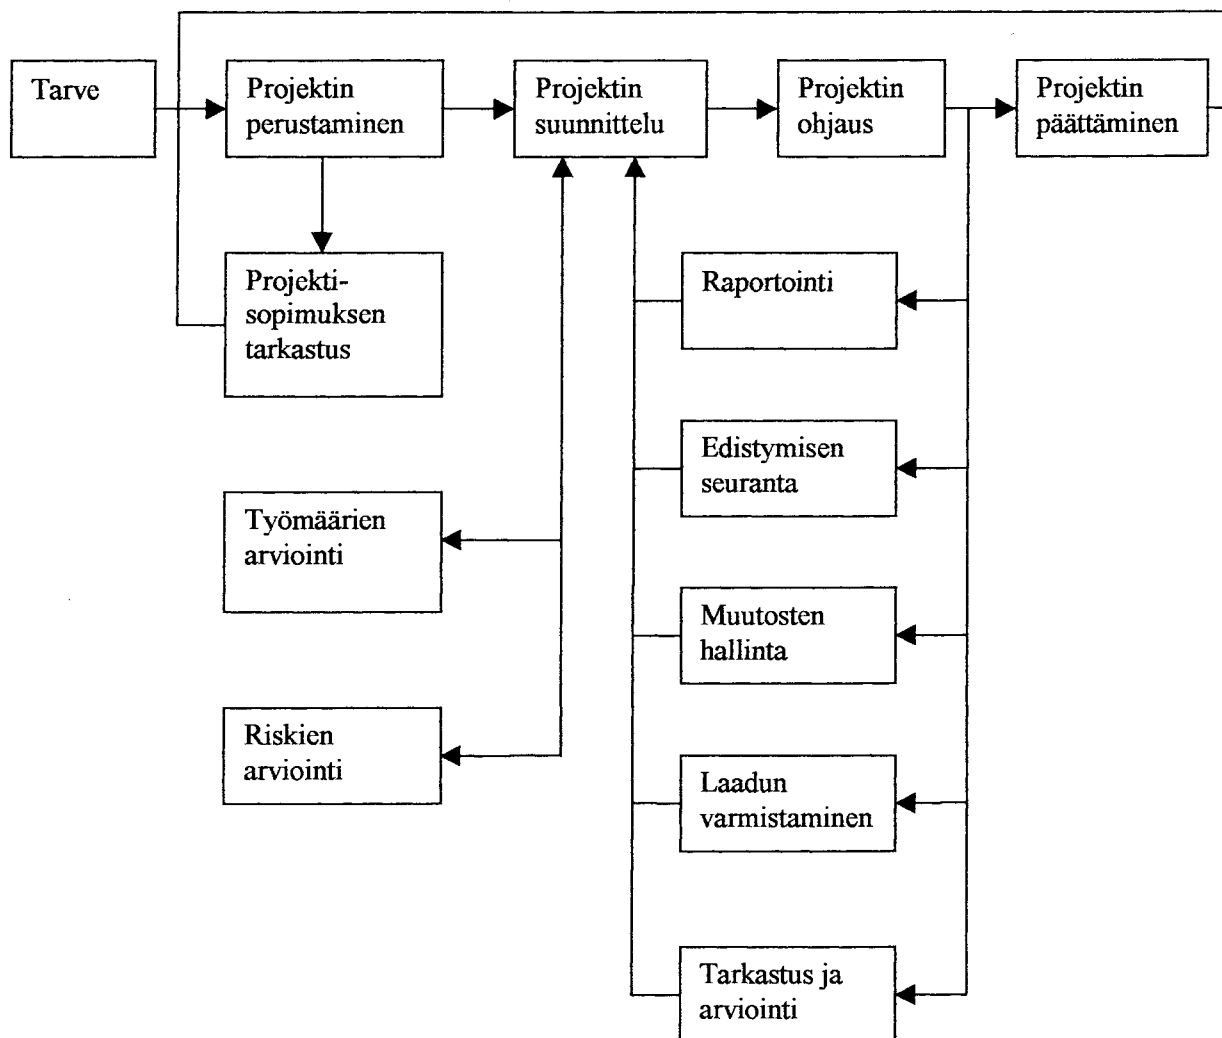 Tarve
Projektin
perustaminen
Projektin
suunnittelu
Projektin
ohjaus
Projektin
päättäminen
Projekti-
sopimuksen
tarkastus
Raportointi
Edistymisen
seuranta
Työmäärien
arviointi
Muutosten
hallinta
Riskien
arviointi
Laadun
varmistaminen
Tarkastus ja
arviointi